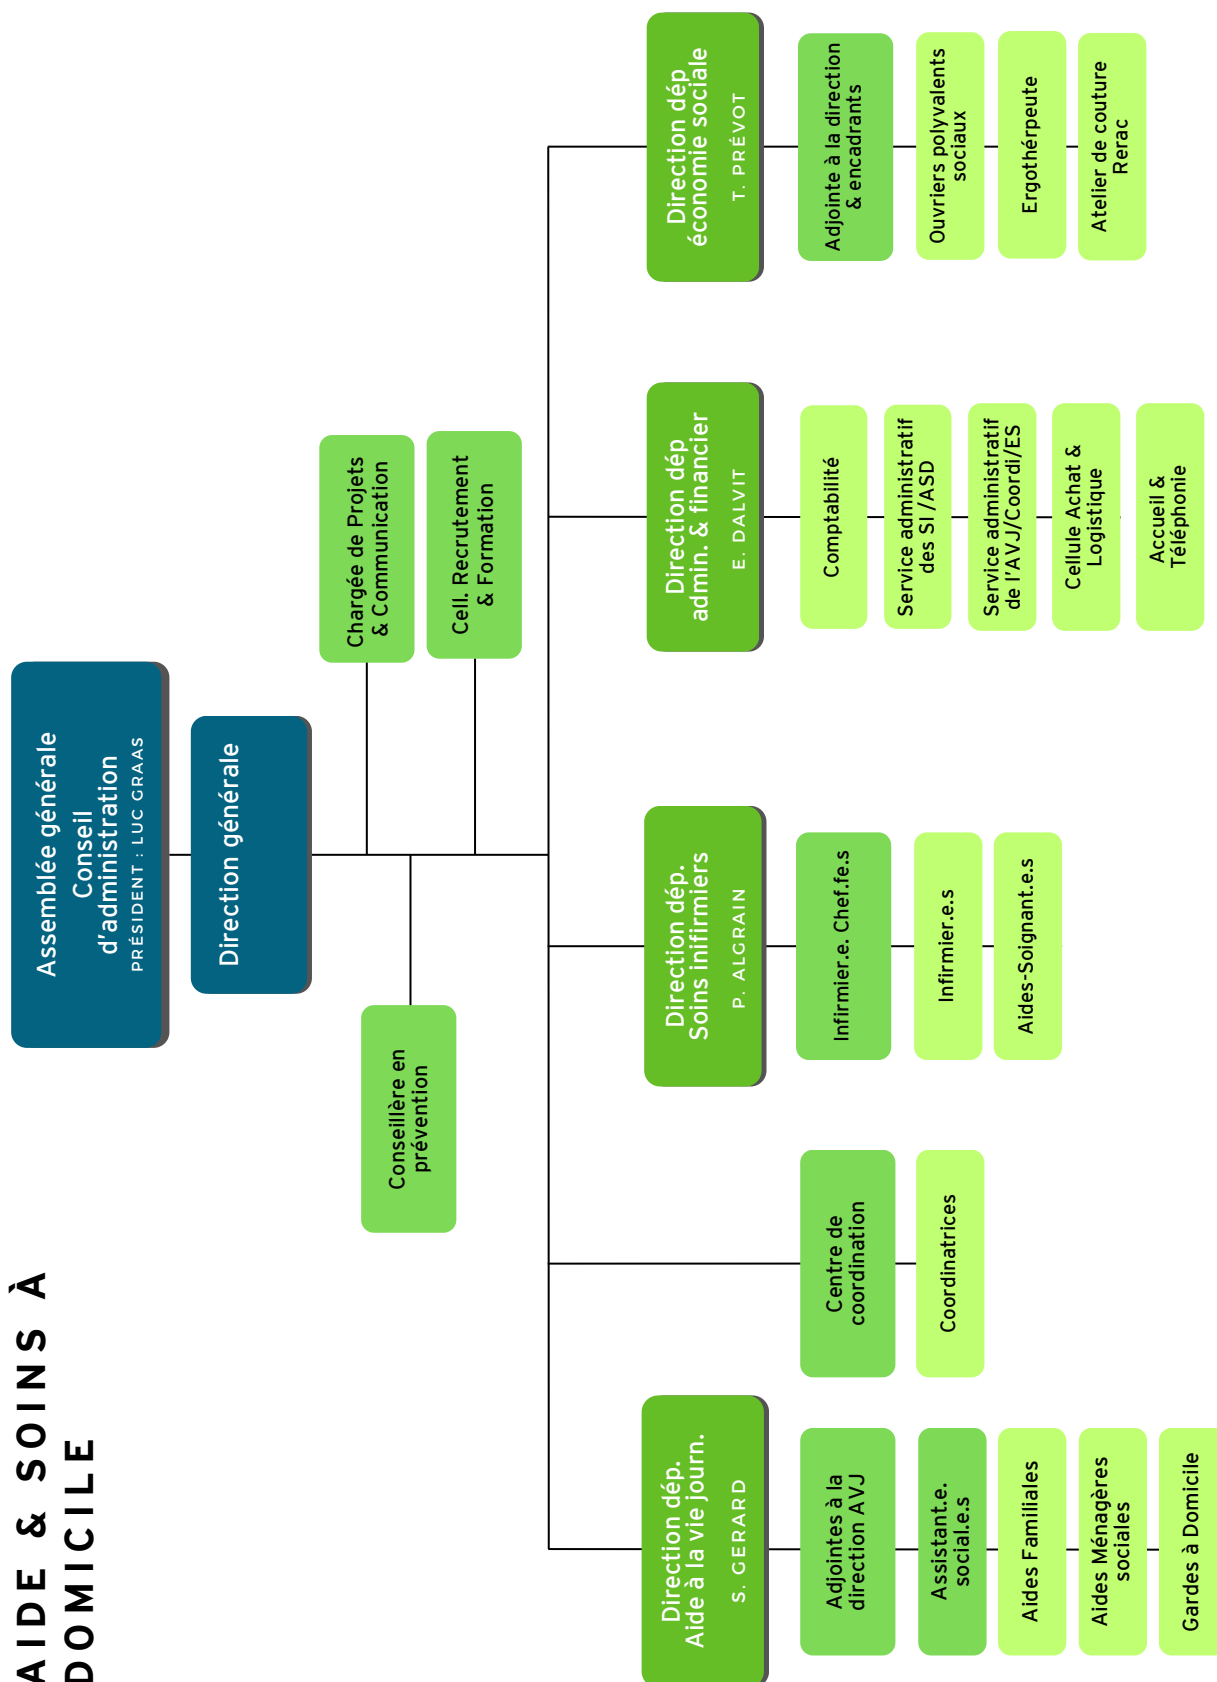 AIDE & SOINS À
DOMICILE
Assemblée générale
Conseil
d'administration
PRÉSIDENT : LUC GRAAS
Direction générale
Conseillère en
prévention
Chargée de Projets
& Communication
Cell. Recrutement
& Formation
Direction dép.
Aide à la vie journ.
S. GERARD
Adjointes à la
direction AVJ
Assistant.e.
social.e.s
Aides Familiales
Aides Ménagères
sociales
Gardes à Domicile
Centre de
coordination
Coordinatrices
Direction dép.
Soins inifirmiers
P. ALGRAIN
Infirmier.e. Chef.fe.s
Infirmier.e.s
Aides-Soignant.e.s
Direction dép
admin. & financier
E. DALVIT
Comptabilité
Service administratif
des SI /ASD
Service administratif
de l'AVJ/Coordi/ES
Cellule Achat &
Logistique
Accueil &
Téléphonie
Direction dép
économie sociale
T. PRÉVOT
Adjointe à la direction
& encadrants
Ouvriers polyvalents
sociaux
Ergothérpeute
Atelier de couture
Rerac